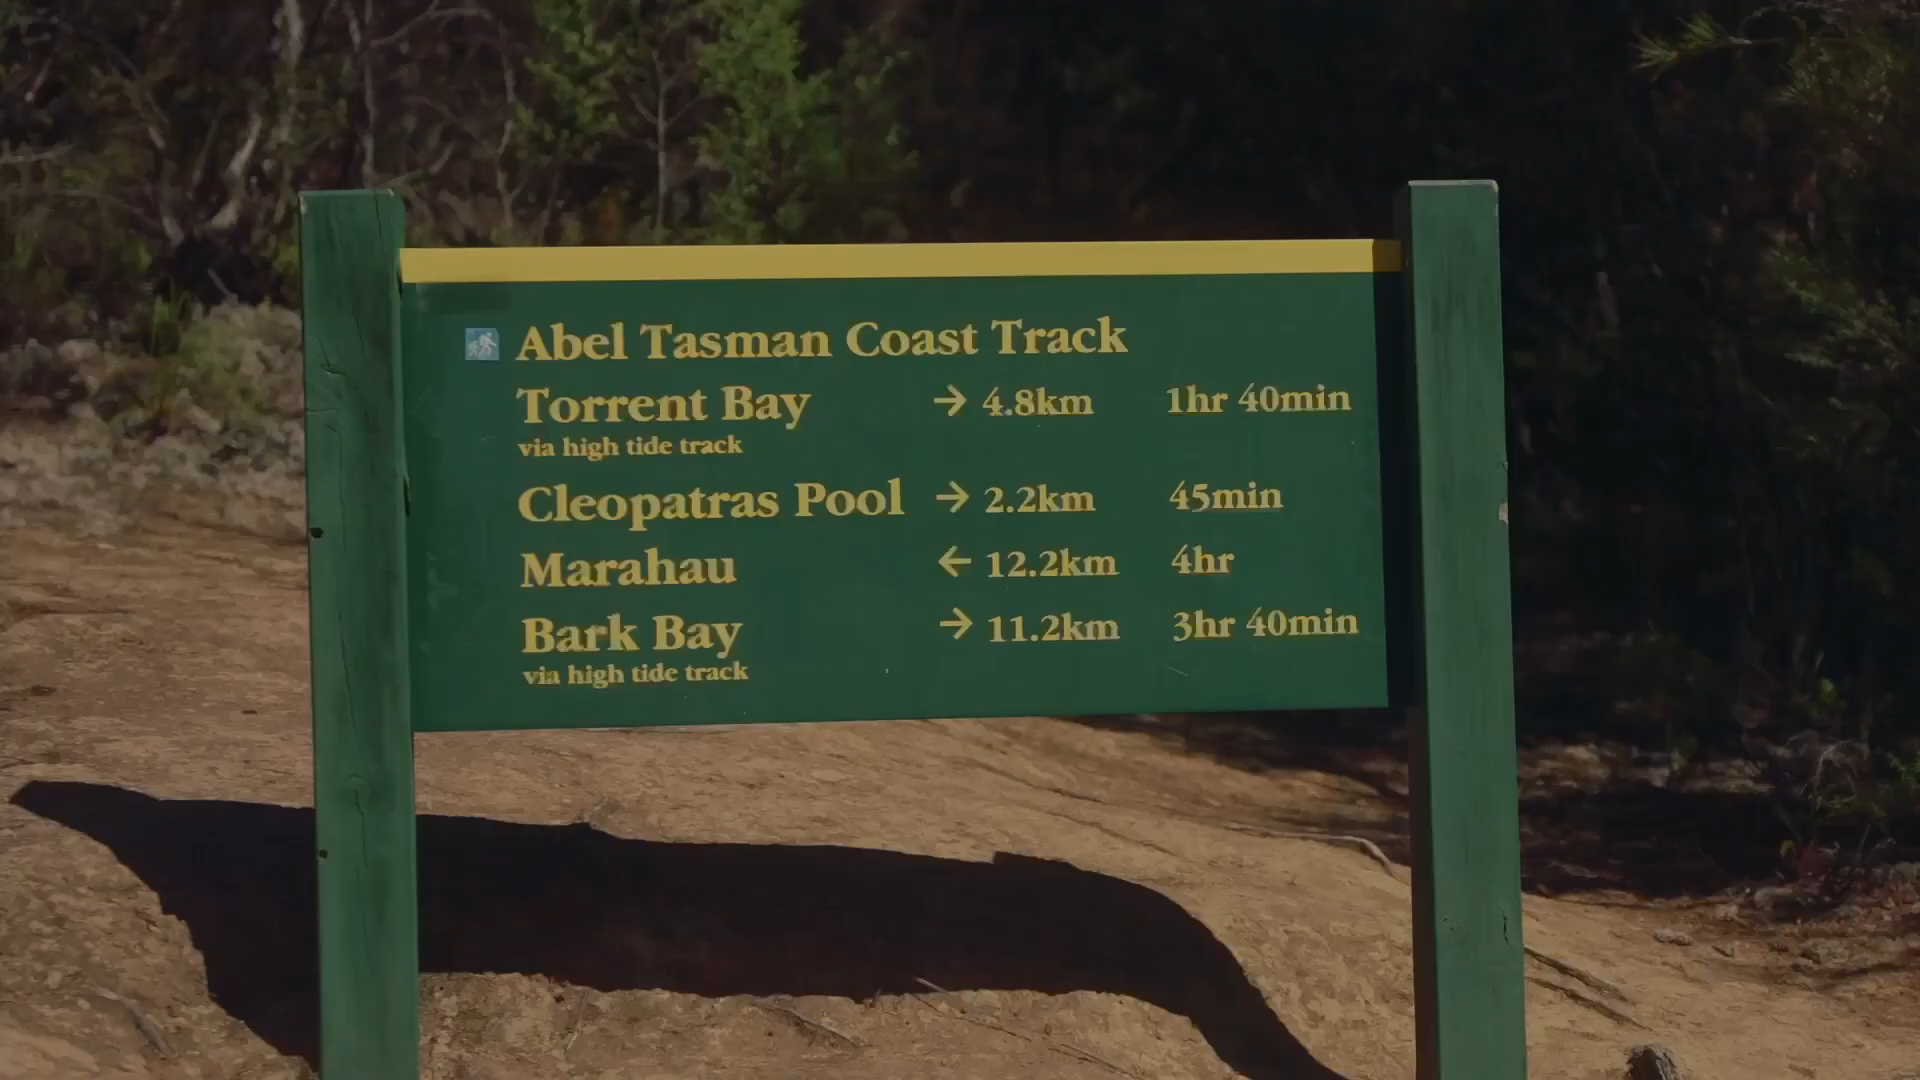 Abel Tasman Coast Track
Torrent Bay → 4.8km 1hr 40min
via high tide track
Cleopatras Pool → 2.2km 45min
Marahau ← 12.2km 4hr
Bark Bay → 11.2km 3hr 40min
via high tide track